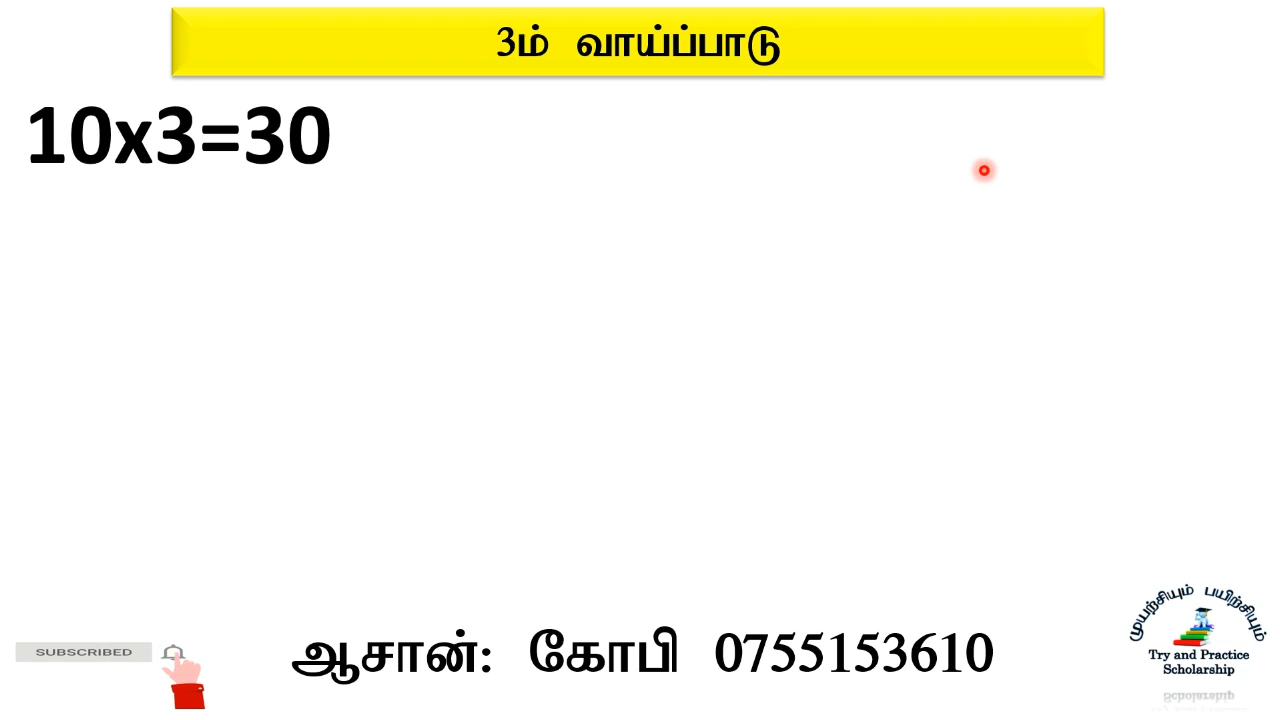 3ம் வாய்ப்பாடு
10x3=30
SUBSCRIBED
ஆசான்: கோபி 0755153610
முயற்சியும் பயிற்சியும்
Try and Practice
Scholarship